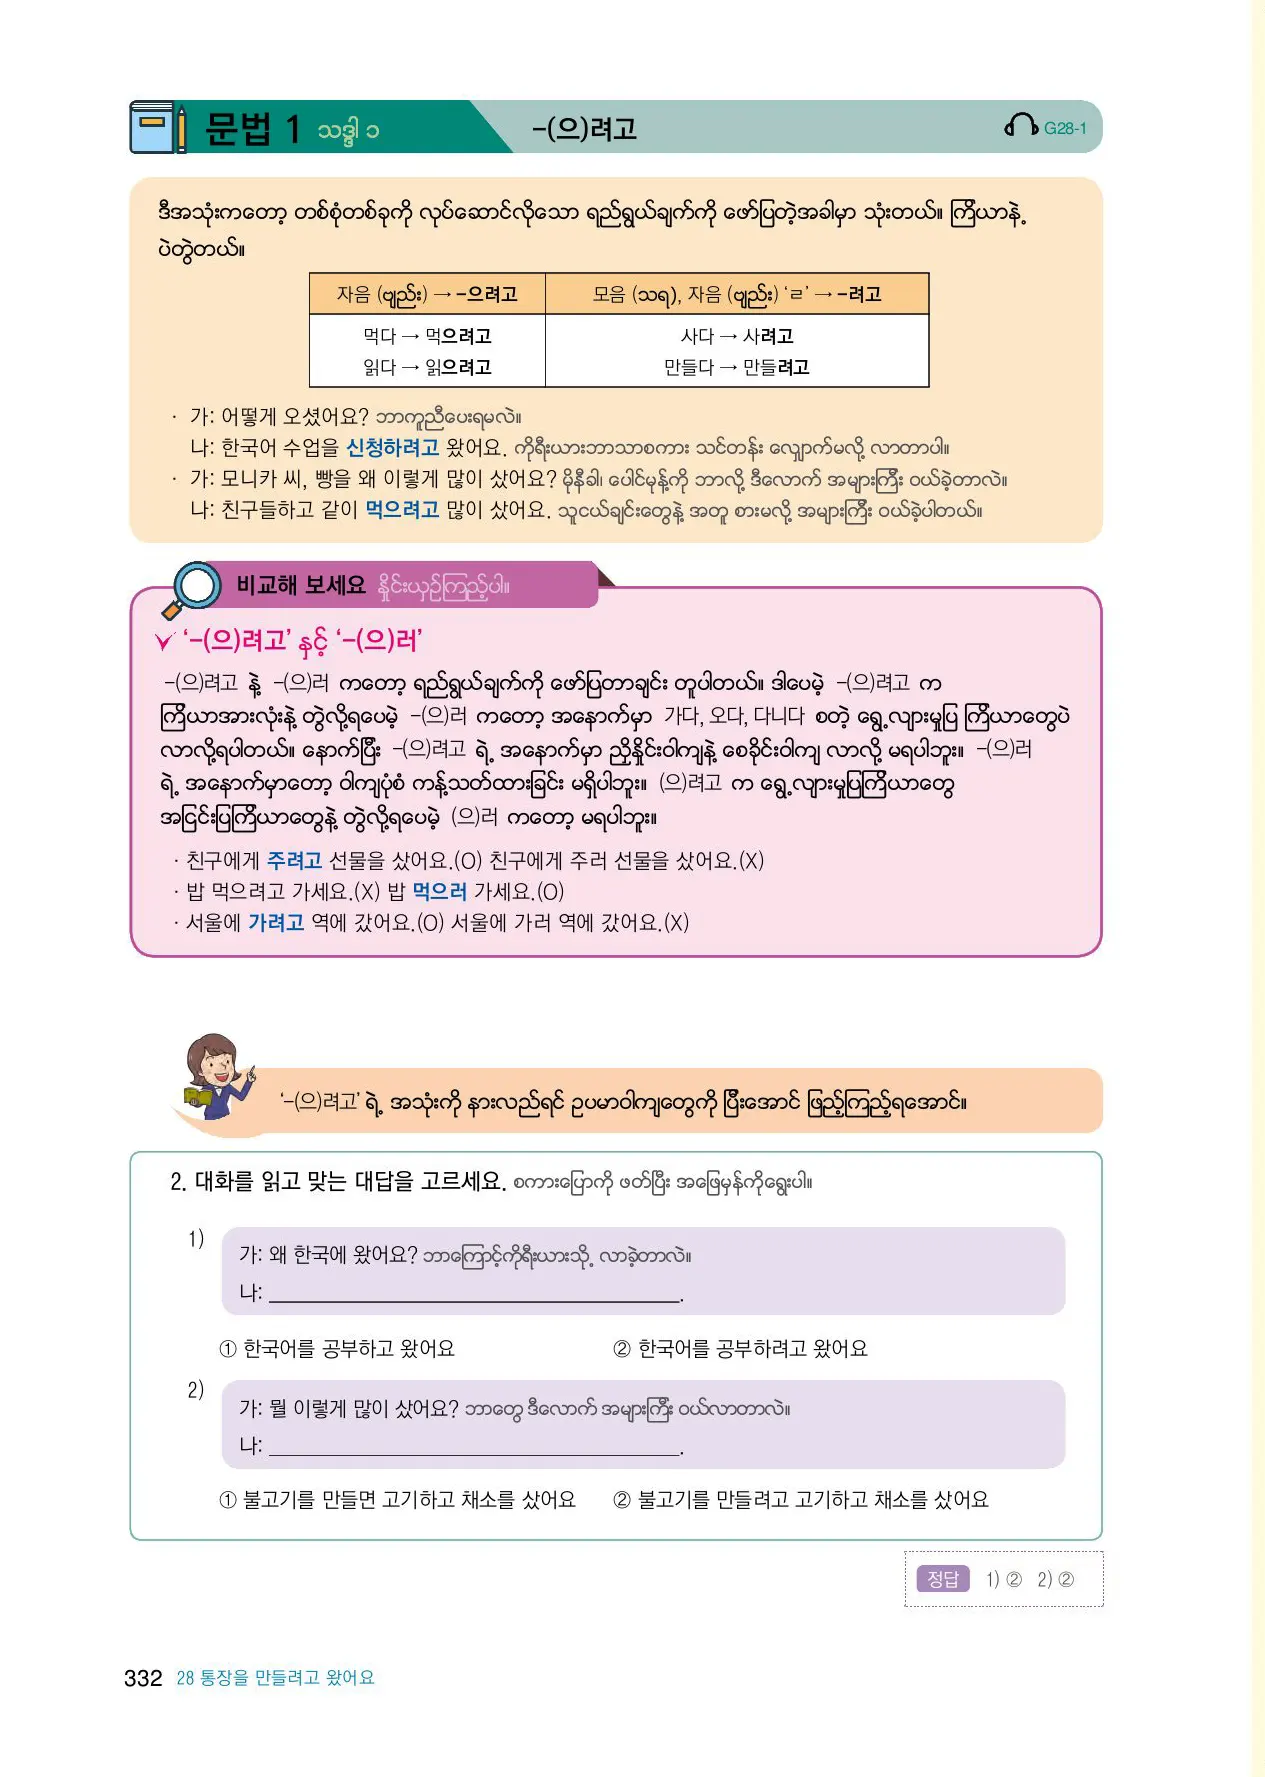 문법 1 သဒ္ဒါ ၁ -(으)려고 G28-1
ဒီအသုံးကတော့ တစ်စုံတစ်ခုကို လုပ်ဆောင်လိုသော ရည်ရွယ်ချက်ကို ဖော်ပြတဲ့အခါမှာ သုံးတယ်။ ကြိယာနဲ့
ပဲတွဲတယ်။
자음 (ဗျည်း) → -으려고 모음 (သရ), 자음 (ဗျည်း) ‘ㄹ’ → -려고
먹다 → 먹으려고 사다 → 사려고
읽다 → 읽으려고 만들다 → 만들려고
· 가: 어떻게 오셨어요? ဘာကူညီပေးရမလဲ။
나: 한국어 수업을 신청하려고 왔어요. ကိုရီးယားဘာသာစကား သင်တန်း လျှောက်မလို့ လာတာပါ။
· 가: 모니카 씨, 빵을 왜 이렇게 많이 샀어요? မိုနီခါ၊ ပေါင်မုန့်ကို ဘာလို့ ဒီလောက် အများကြီး ဝယ်ခဲ့တာလဲ။
나: 친구들하고 같이 먹으려고 많이 샀어요. သူငယ်ချင်းတွေနဲ့ အတူ စားမလို့ အများကြီး ဝယ်ခဲ့ပါတယ်။
비교해 보세요 နှိုင်းယှဉ်ကြည့်ပါ။
‘-(으)려고’ နှင့် ‘-(으)러’
-(으)려고 နဲ့ -(으)러 ကတော့ ရည်ရွယ်ချက်ကို ဖော်ပြတာချင်း တူပါတယ်။ ဒါပေမဲ့ -(으)려고 က
ကြိယာအားလုံးနဲ့ တွဲလို့ရပေမဲ့ -(으)러 ကတော့ အနောက်မှာ 가다, 오다, 다니다 စတဲ့ ရွေ့လျားမှုပြ ကြိယာတွေပဲ
လာလို့ရပါတယ်။ နောက်ပြီး -(으)려고 ရဲ့ အနောက်မှာ ညှိနှိုင်းဝါကျနဲ့ စေခိုင်းဝါကျ လာလို့ မရပါဘူး။ -(으)러
ရဲ့ အနောက်မှာတော့ ဝါကျပုံစံ ကန့်သတ်ထားခြင်း မရှိပါဘူး။ (으)려고 က ရွေ့လျားမှုပြကြိယာတွေ
အငြင်းပြကြိယာတွေနဲ့ တွဲလို့ရပေမဲ့ (으)러 ကတော့ မရပါဘူး။
· 친구에게 주려고 선물을 샀어요.(O) 친구에게 주러 선물을 샀어요.(X)
· 밥 먹으려고 가세요.(X) 밥 먹으러 가세요.(O)
· 서울에 가려고 역에 갔어요.(O) 서울에 가러 역에 갔어요.(X)
‘-(으)려고’ ရဲ့ အသုံးကို နားလည်ရင် ဥပမာဝါကျတွေကို ပြီးအောင် ဖြည့်ကြည့်ရအောင်။
2. 대화를 읽고 맞는 대답을 고르세요. စကားပြောကို ဖတ်ပြီး အဖြေမှန်ကိုရွေးပါ။
1)
가: 왜 한국에 왔어요? ဘာကြောင့်ကိုရီးယားသို့ လာခဲ့တာလဲ။
나: ______.
① 한국어를 공부하고 왔어요 ② 한국어를 공부하려고 왔어요
2)
가: 뭘 이렇게 많이 샀어요? ဘာတွေ ဒီလောက် အများကြီး ဝယ်လာတာလဲ။
나: ______.
① 불고기를 만들면 고기하고 채소를 샀어요 ② 불고기를 만들려고 고기하고 채소를 샀어요
정답 1) ② 2) ②
332 28 통장을 만들려고 왔어요